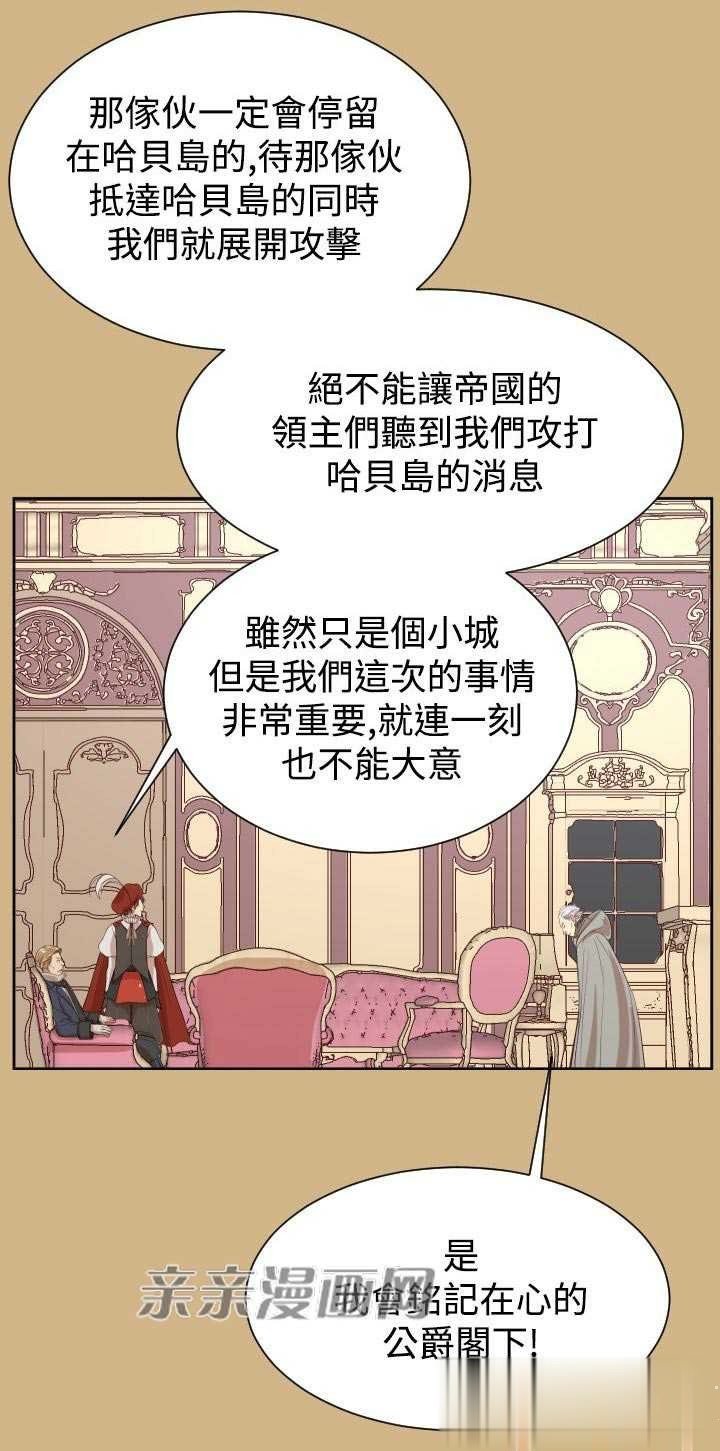 那傢伙一定會停留
在哈貝島的,待那傢伙
抵達哈貝島的同時
我們就展開攻擊
絕不能讓帝國的
領主們聽到我們攻打
哈貝島的消息
雖然只是個小城
但是我們這次的事情
非常重要,就連一刻
也不能大意
是
我會銘記在心的
公爵閣下!
亲亲漫画网